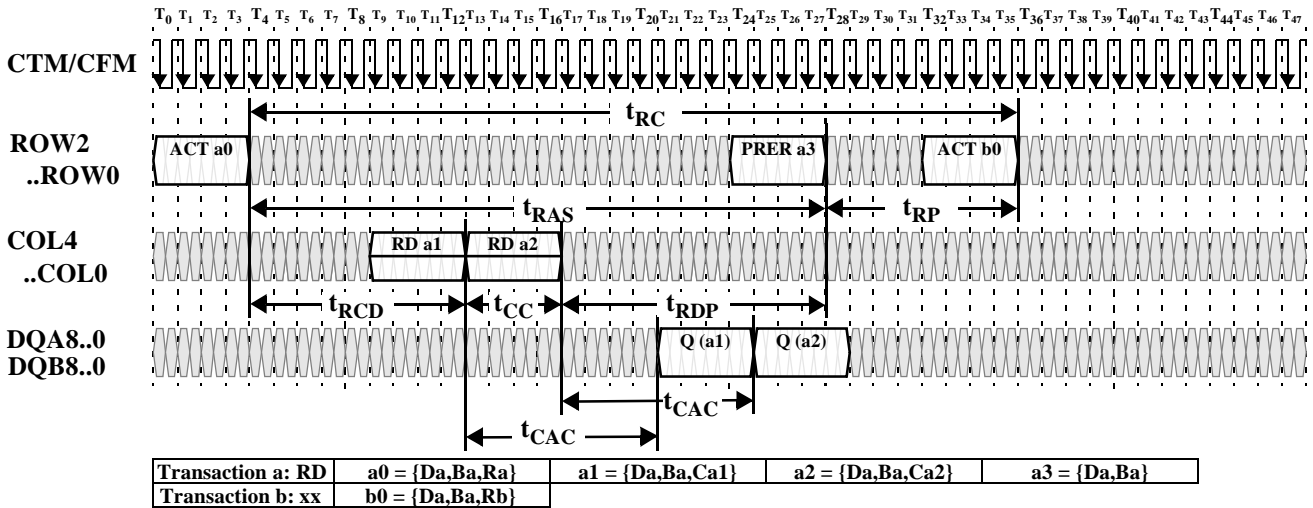 T0 T1 T2 T3 T4 T5 T6 T7 T8 T9 T10 T11 T12 T13 T14 T15 T16 T17 T18 T19 T20 T21 T22 T23 T24 T25 T26 T27 T28 T29 T30 T31 T32 T33 T34 T35 T36 T37 T38 T39 T40 T41 T42 T43 T44 T45 T46 T47
CTM/CFM
tRC
ROW2
..ROW0
ACT a0 PRER a3 ACT b0
tRAS tRP
COL4
..COL0
RD a1 RD a2
tRCD tCC tRDP
DQA8..0
DQB8..0
Q (a1) Q (a2)
tCAC
tCAC
Transaction a: RD a0 = {Da,Ba,Ra} a1 = {Da,Ba,Ca1} a2 = {Da,Ba,Ca2} a3 = {Da,Ba}
Transaction b: xx b0 = {Da,Ba,Rb}